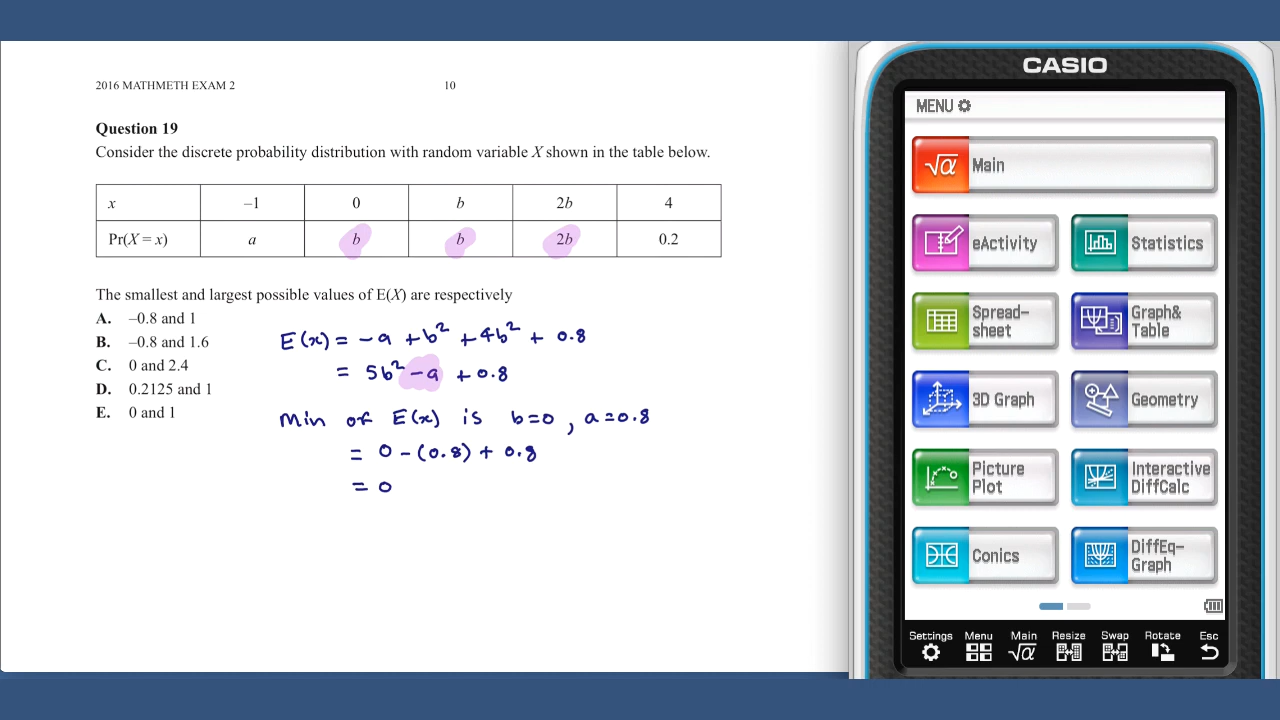 2016 MATHMETH EXAM 2 10
Question 19
Consider the discrete probability distribution with random variable X shown in the table below.
x –1 0 b 2b 4
Pr(X = x) a b b 2b 0.2
The smallest and largest possible values of E(X) are respectively
A. –0.8 and 1
B. –0.8 and 1.6
C. 0 and 2.4
D. 0.2125 and 1
E. 0 and 1
E(x) = -a + b² + 4b² + 0.8
= 5b² - a + 0.8
Min of E(x) is b=0, a=0.8
= 0 - (0.8) + 0.8
= 0
CASIO
MENU
Main
eActivity
Statistics
Spread-
sheet
Graph&
Table
3D Graph
Geometry
Picture
Plot
Interactive
DiffCalc
Conics
DiffEq-
Graph
Settings Menu Main Resize Swap Rotate Esc